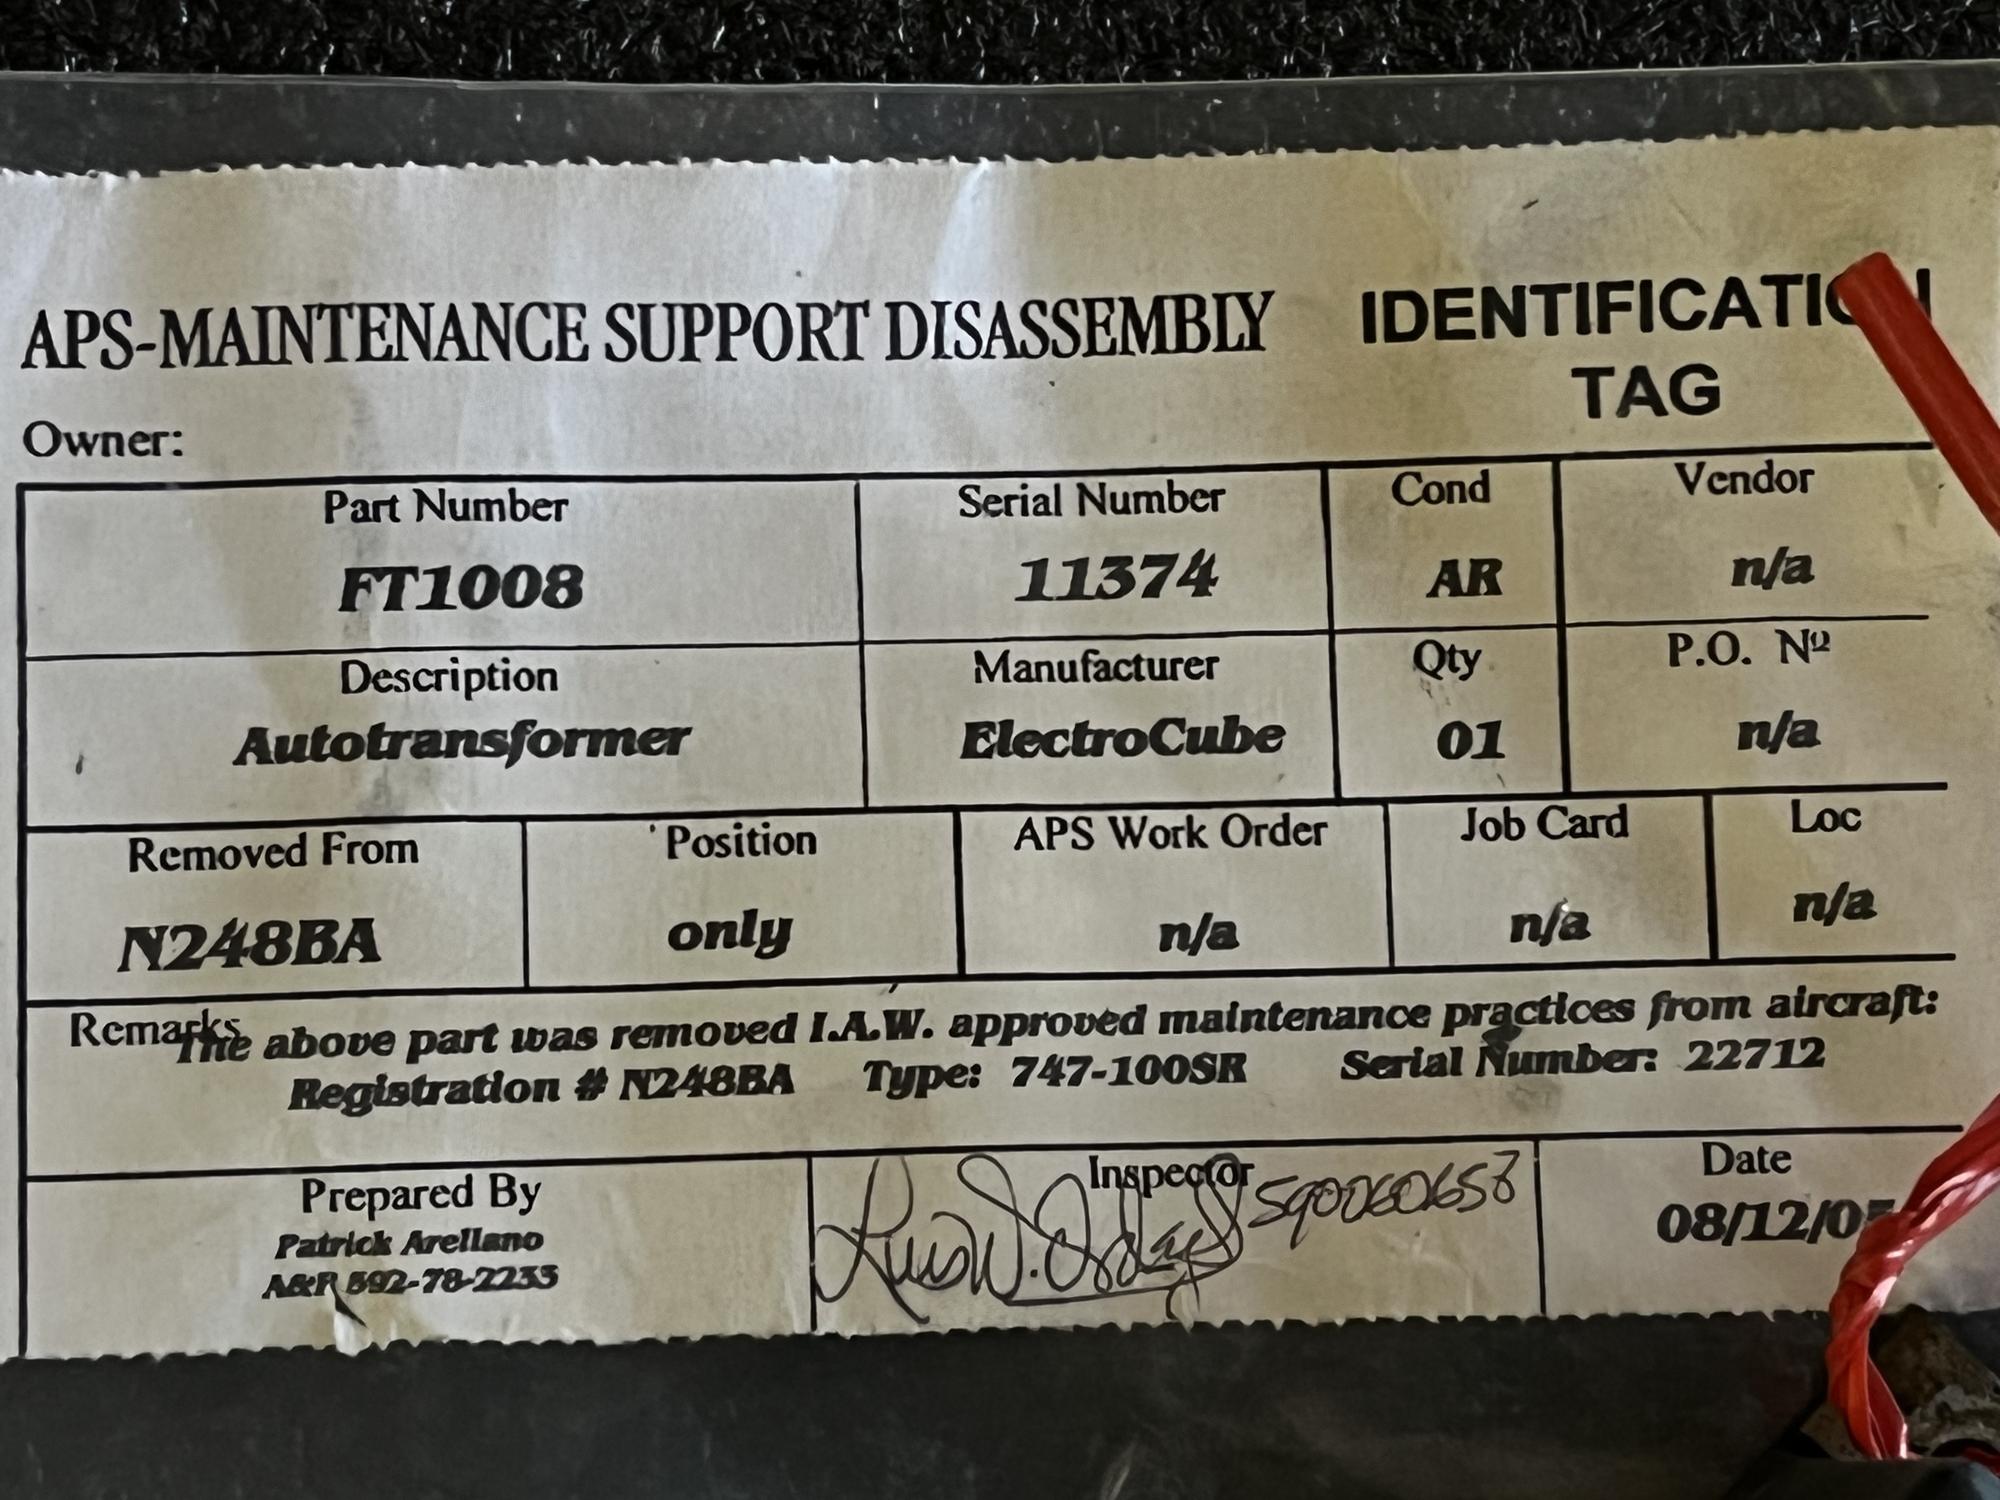 APS-MAINTENANCE SUPPORT DISASSEMBLY
IDENTIFICATION
TAG
Owner:
Part Number Serial Number Cond Vendor
FT1008 11374 AR n/a
Description Manufacturer Qty P.O. Nº
Autotransformer ElectroCube 01 n/a
Removed From Position APS Work Order Job Card Loc
N248BA only n/a n/a n/a
Remarks
The above part was removed I.A.W. approved maintenance practices from aircraft:
Registration # N248BA Type: 747-100SR Serial Number: 22712
Prepared By Inspector Date
Patrick Arellano 08/12/05
A&P 592-78-2233
Luis W.